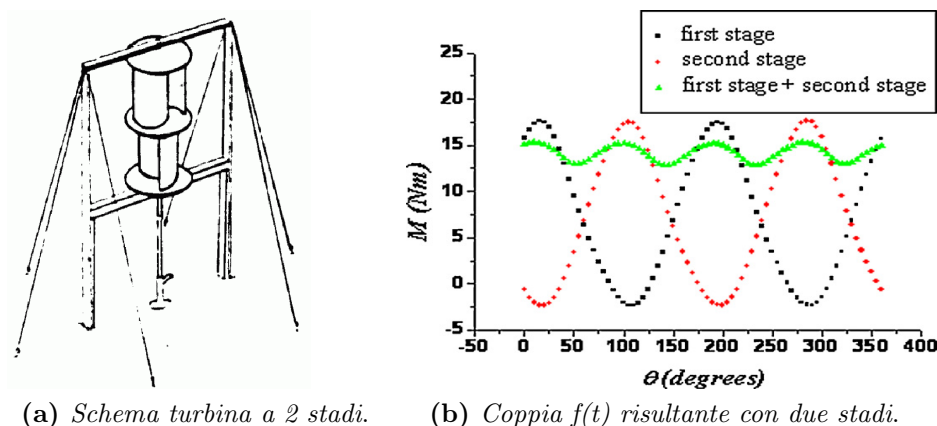 first stage
second stage
first stage + second stage
25
20
15
10
5
0
-5
M (Nm)
-50 0 50 100 150 200 250 300 350 400
θ (degrees)
(a) Schema turbina a 2 stadi.
(b) Coppia f(t) risultante con due stadi.